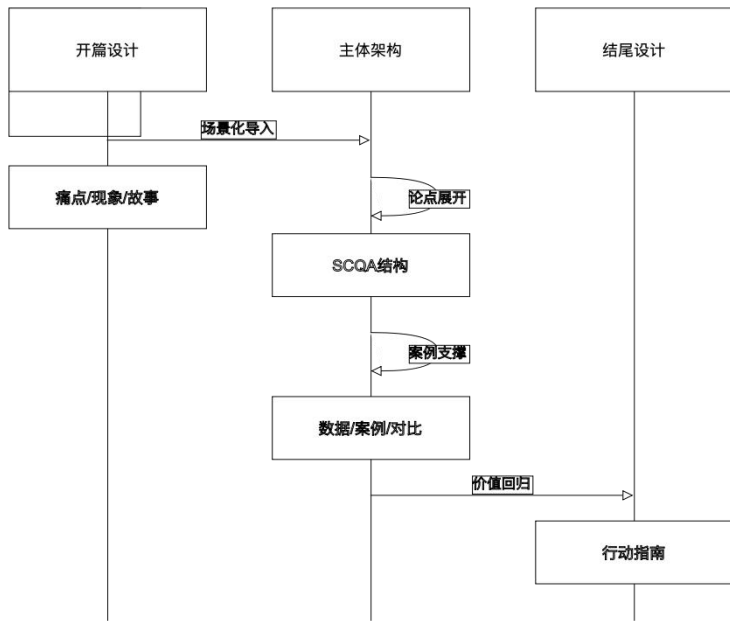 开篇设计
主体架构
结尾设计
场景化导入
痛点/现象/故事
论点展开
SCQA结构
案例支撑
数据/案例/对比
价值回归
行动指南